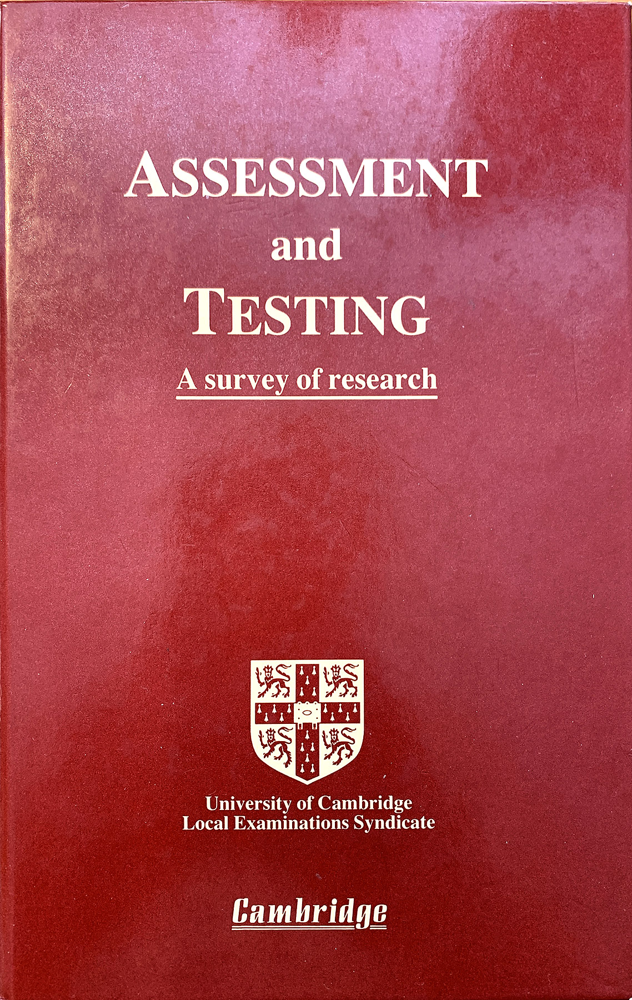 ASSESSMENT
and
TESTING
A survey of research
University of Cambridge
Local Examinations Syndicate
Cambridge